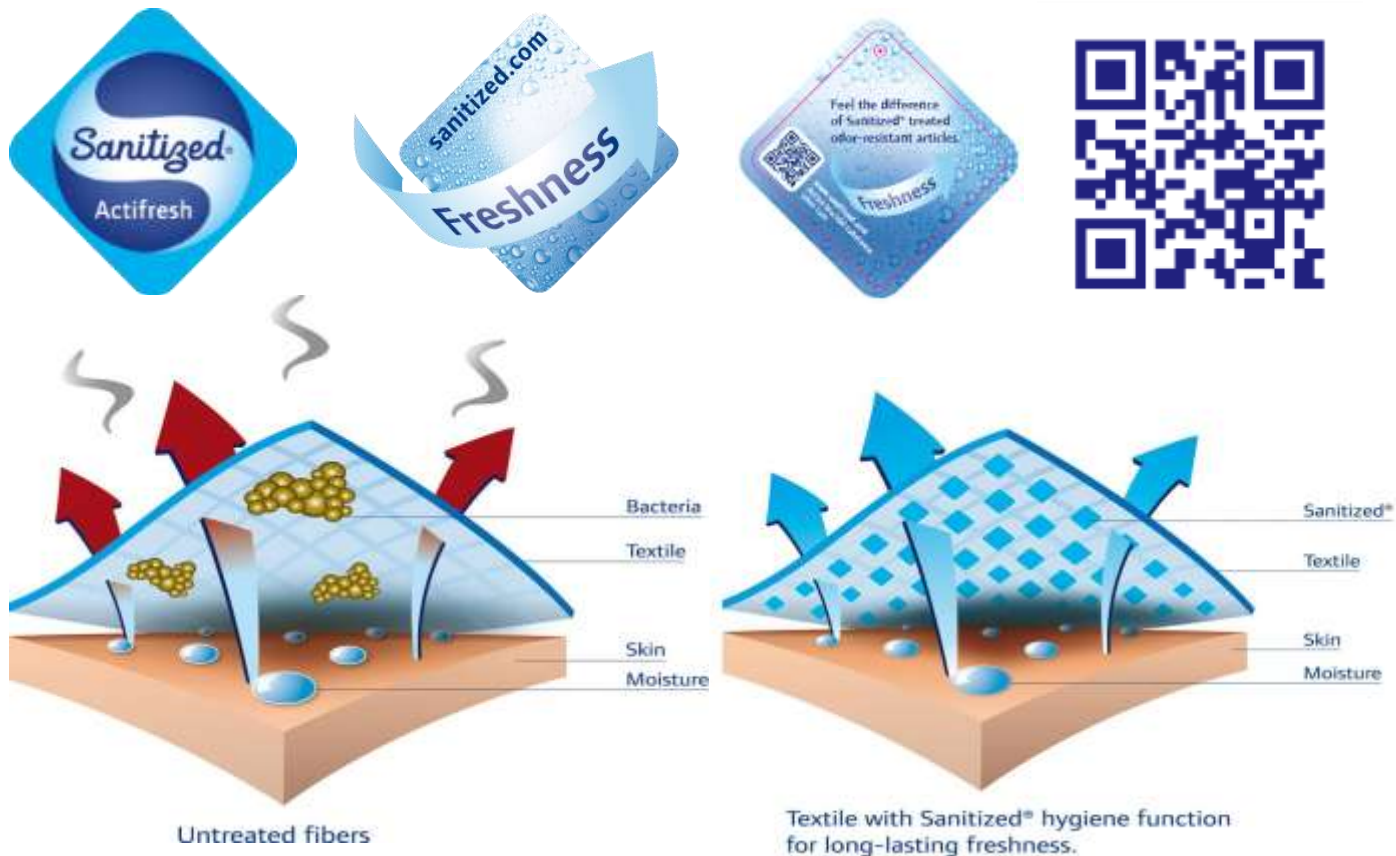 Sanitized®
Actifresh
sanitized.com
Freshness
Feel the difference
of Sanitized® treated
odor-resistant articles.
Freshness
Bacteria
Textile
Skin
Moisture
Untreated fibers
Sanitized®
Textile
Skin
Moisture
Textile with Sanitized® hygiene function
for long-lasting freshness.